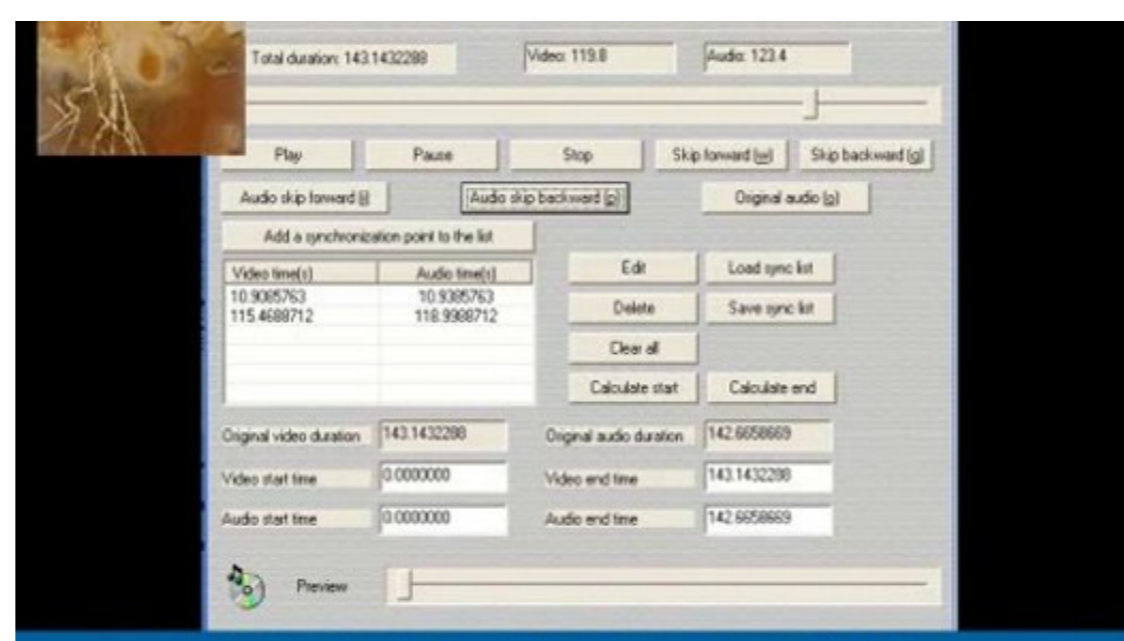 Total duration: 143.1432288 Video: 119.8 Audio: 123.4
Play Pause Stop Skip forward [w] Skip backward [q]
Audio skip forward [i] Audio skip backward [p] Original audio [o]
Add a synchronization point to the list
Video time(s) Audio time(s) Edit Load sync list
10.9085763 10.9385763
115.4688712 118.9988712 Delete Save sync list
Clear all
Calculate start Calculate end
Original video duration 143.1432288 Original audio duration 142.6658669
Video start time 0.0000000 Video end time 143.1432288
Audio start time 0.0000000 Audio end time 142.6658669
Preview